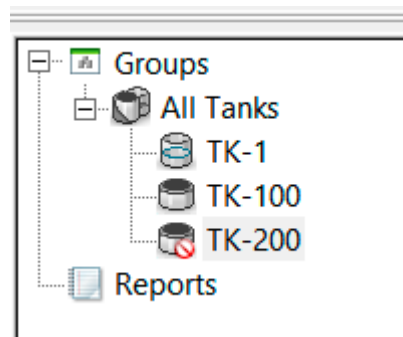 Groups
All Tanks
TK-1
TK-100
TK-200
Reports